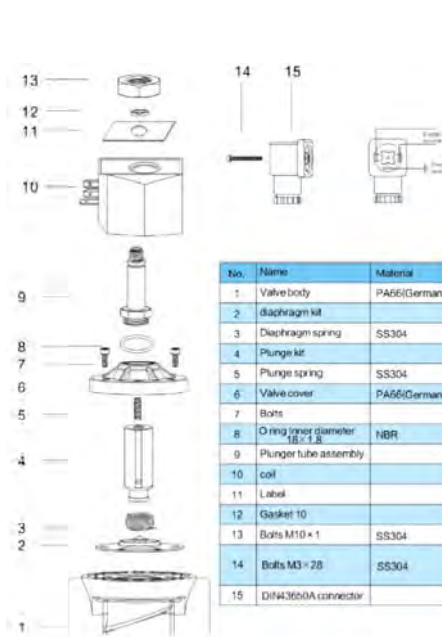 13
14
15
12
11
10
9
8
7
6
5
4
3
2
1
No. Name Material
1 Valve body PA66(German
2 diaphragm kit
3 Diaphragm spring SS304
4 Plunge kit
5 Plunge spring SS304
6 Valve cover PA66(German
7 Bolts
8 O ring Inner diameter NBR
18×1.8
9 Plunger tube assembly
10 coil
11 Label
12 Gasket 10
13 Bolts M10×1 SS304
14 Bolts M3×28 SS304
15 DIN43650A connector